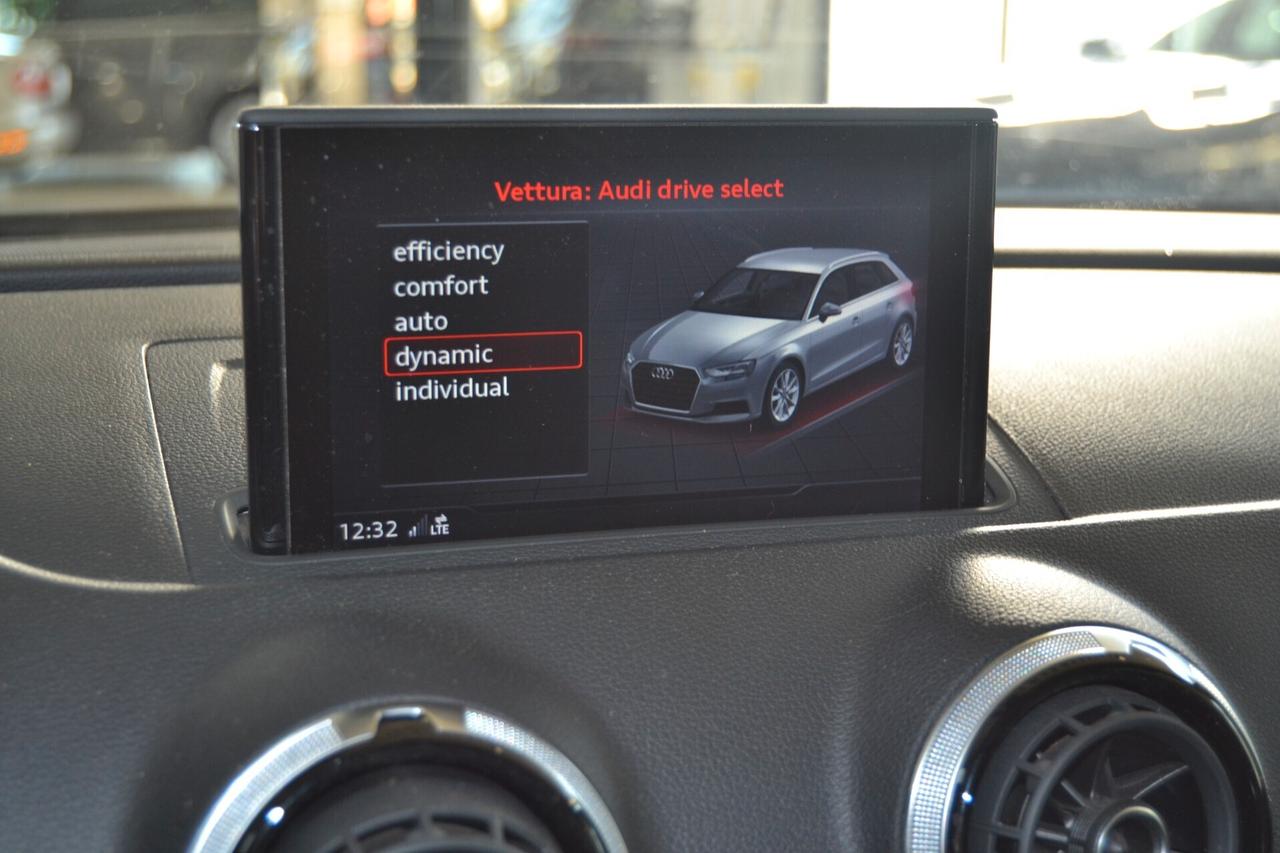 Vettura: Audi drive select
efficiency
comfort
auto
dynamic
individual
12:32 LTE